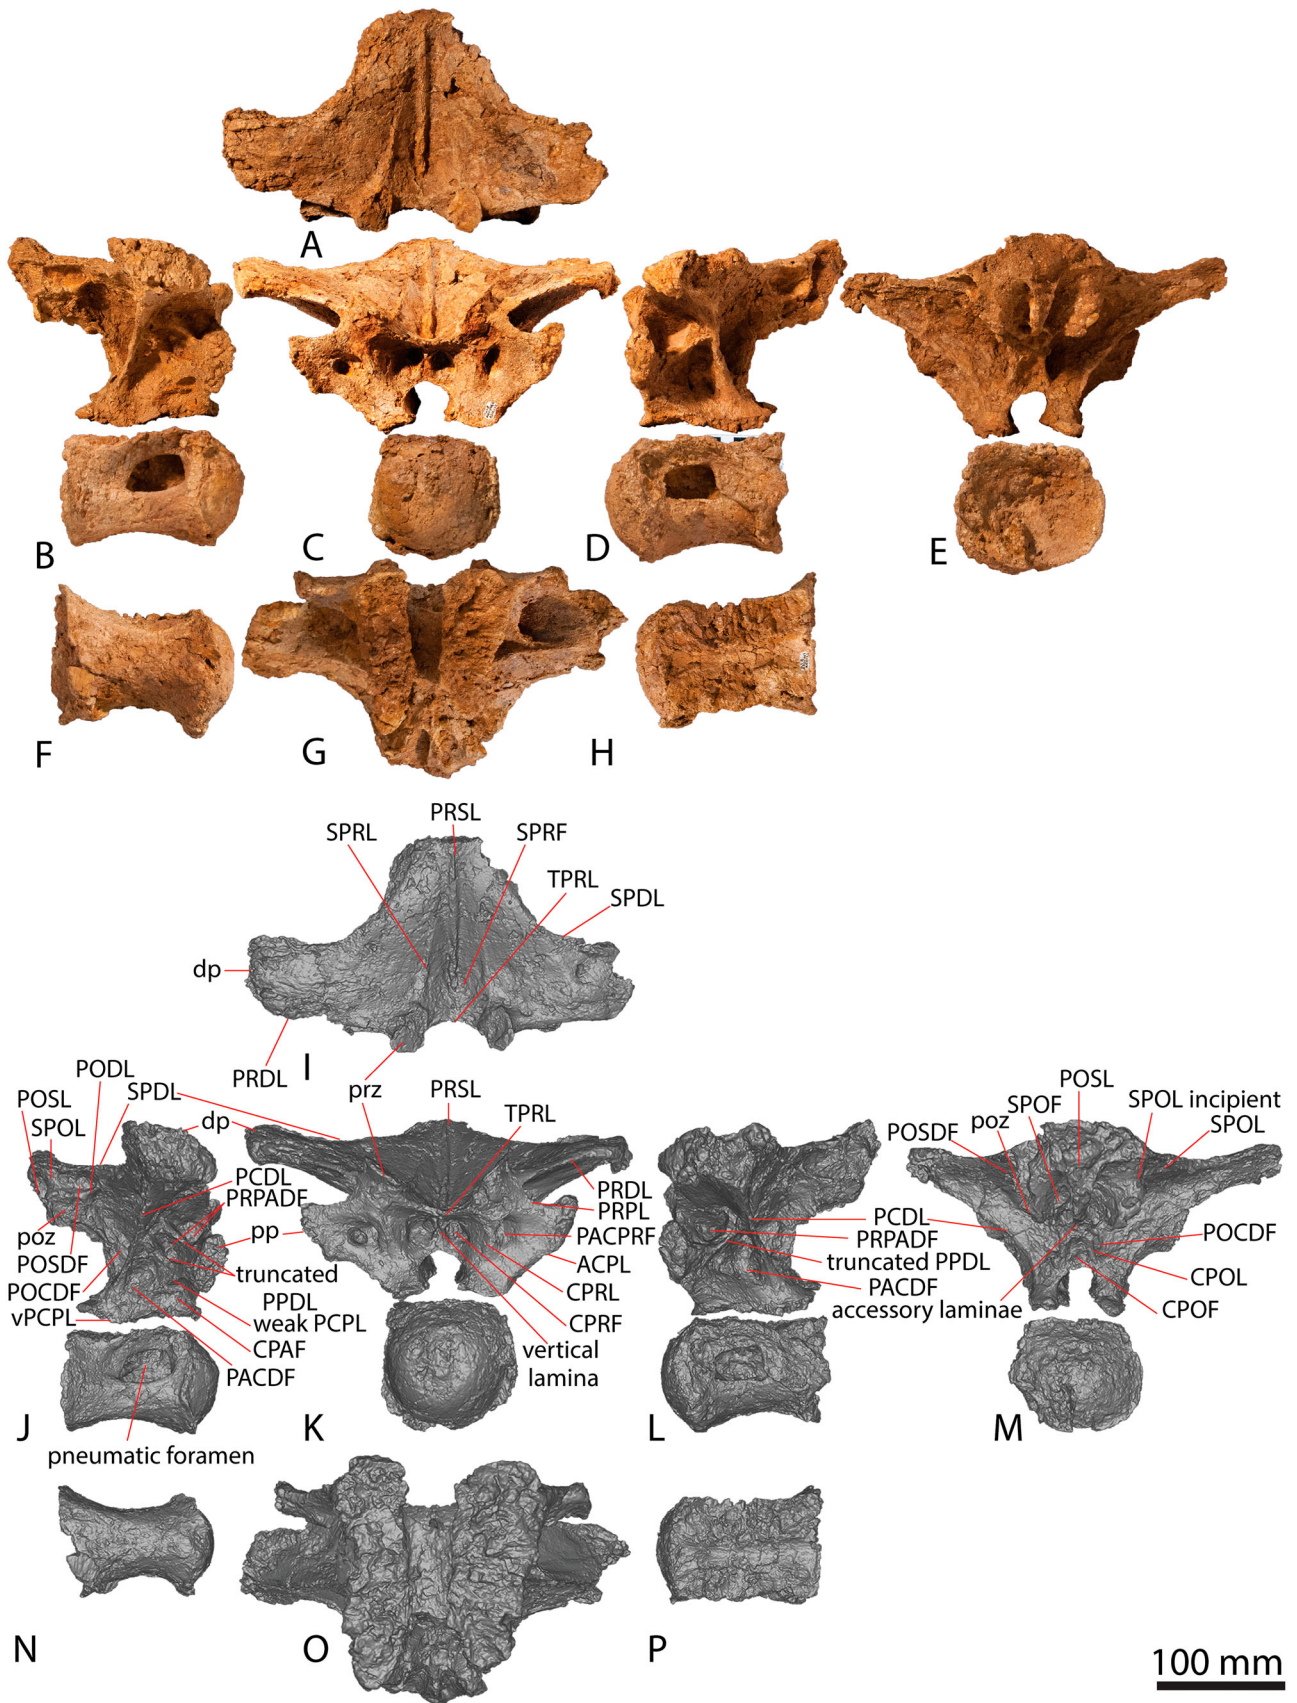 A
B
C
D
E
F
G
H
PRSL
SPRL
SPRF
TPRL
SPDL
dp
PRDL
I
prz
PODL
SPDL
POSL
SPOL
dp
PCDL
PRPADF
pp
poz
POSDF
POCDF
vPCPL
truncated
PPDL
weak PCPL
CPAF
PACDF
J
pneumatic foramen
PRSL
TPRL
PRDL
PRPL
PACPRF
ACPL
CPRL
CPRF
vertical
lamina
K
PCDL
PRPADF
truncated PPDL
PACDF
accessory laminae
L
POSL
SPOF
poz
POSDF
SPOL
incipient
SPOL
POCDF
CPOL
CPOF
M
N
O
P
100 mm